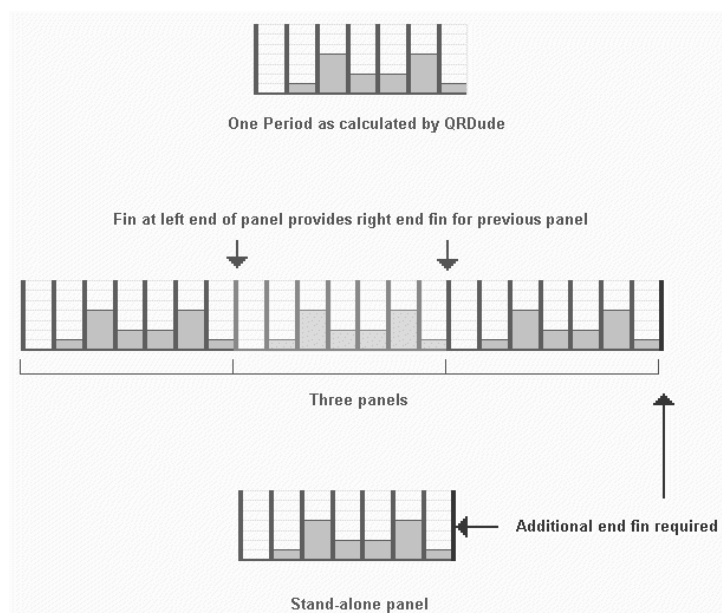 One Period as calculated by QRDude
Fin at left end of panel provides right end fin for previous panel
Three panels
Additional end fin required
Stand-alone panel